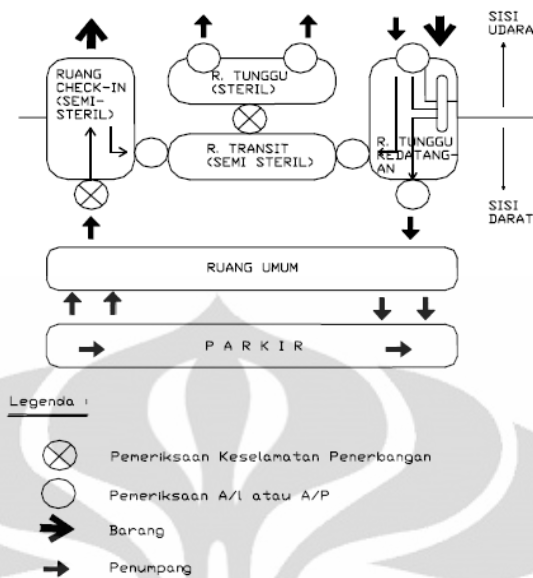 SISI
UDARA
RUANG
CHECK-IN
(SEMI-
STERIL)
R. TUNGGU
(STERIL)
R. TRANSIT
(SEMI STERIL)
R. TUNGGU
KEDATANG-
AN
SISI
DARAT
RUANG UMUM
PARKIR
Legenda :
Pemeriksaan Keselamatan Penerbangan
Pemeriksaan A/l atau A/P
Barang
Penumpang